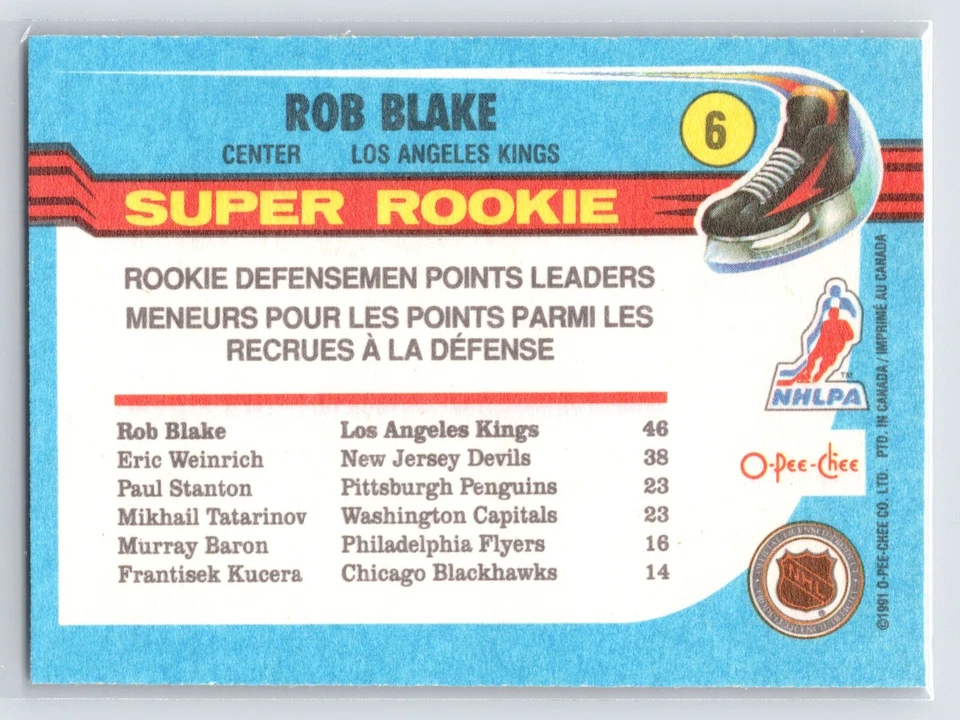 ROB BLAKE
6
CENTER LOS ANGELES KINGS
SUPER ROOKIE
ROOKIE DEFENSEMEN POINTS LEADERS
MENEURS POUR LES POINTS PARMI LES
RECRUES À LA DÉFENSE
Rob Blake Los Angeles Kings 46
Eric Weinrich New Jersey Devils 38
Paul Stanton Pittsburgh Penguins 23
Mikhail Tatarinov Washington Capitals 23
Murray Baron Philadelphia Flyers 16
Frantisek Kucera Chicago Blackhawks 14
TM
NHLPA
O-Pee-Chee
NHL
©1991 O-PEE-CHEE CO. LTD. PTD. IN CANADA / IMPRIMÉ AU CANADA